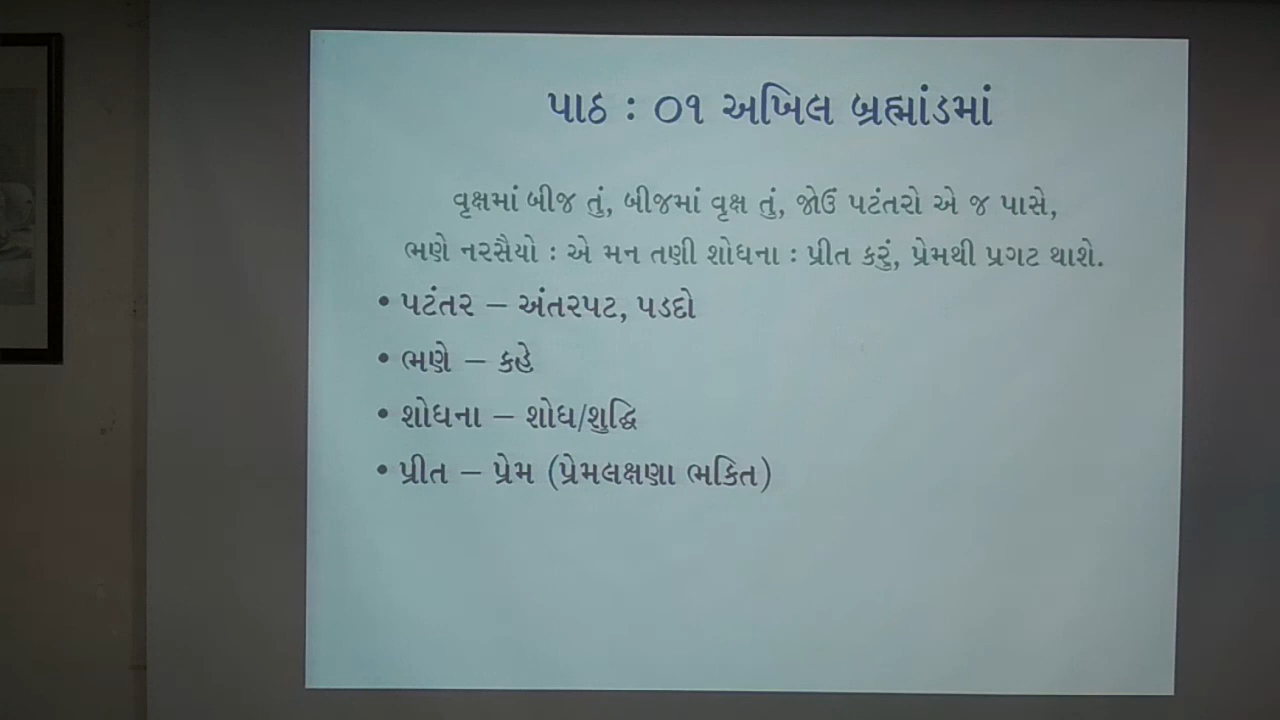 પાઠ : ૦૧ અખિલ બ્રહ્માંડમાં
વૃક્ષમાં બીજ તું, બીજમાં વૃક્ષ તું, જોઉં પટંતરો એ જ પાસે,
ભણે નરસૈયો : એ મન તણી શોધના : પ્રીત કરું, પ્રેમથી પ્રગટ થાશે.
• પટંતર – અંતરપટ, પડદો
• ભણે – કહે
• શોધના – શોધ/શુદ્ધિ
• પ્રીત – પ્રેમ (પ્રેમલક્ષણા ભકિત)